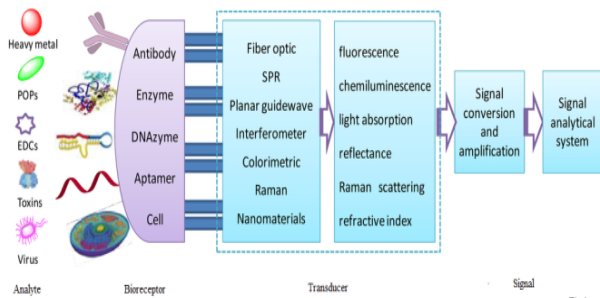 Heavy metal
POPs
EDCs
Toxins
Virus
Antibody
Enzyme
DNAzyme
Aptamer
Cell
Fiber optic
SPR
Planar guidewave
Interferometer
Colorimetric
Raman
Nanomaterials
fluorescence
chemiluminescence
light absorption
reflectance
Raman scattering
refractive index
Signal
conversion
and
amplification
Signal
analytical
system
Analyte
Bioreceptor
Transducer
Signal